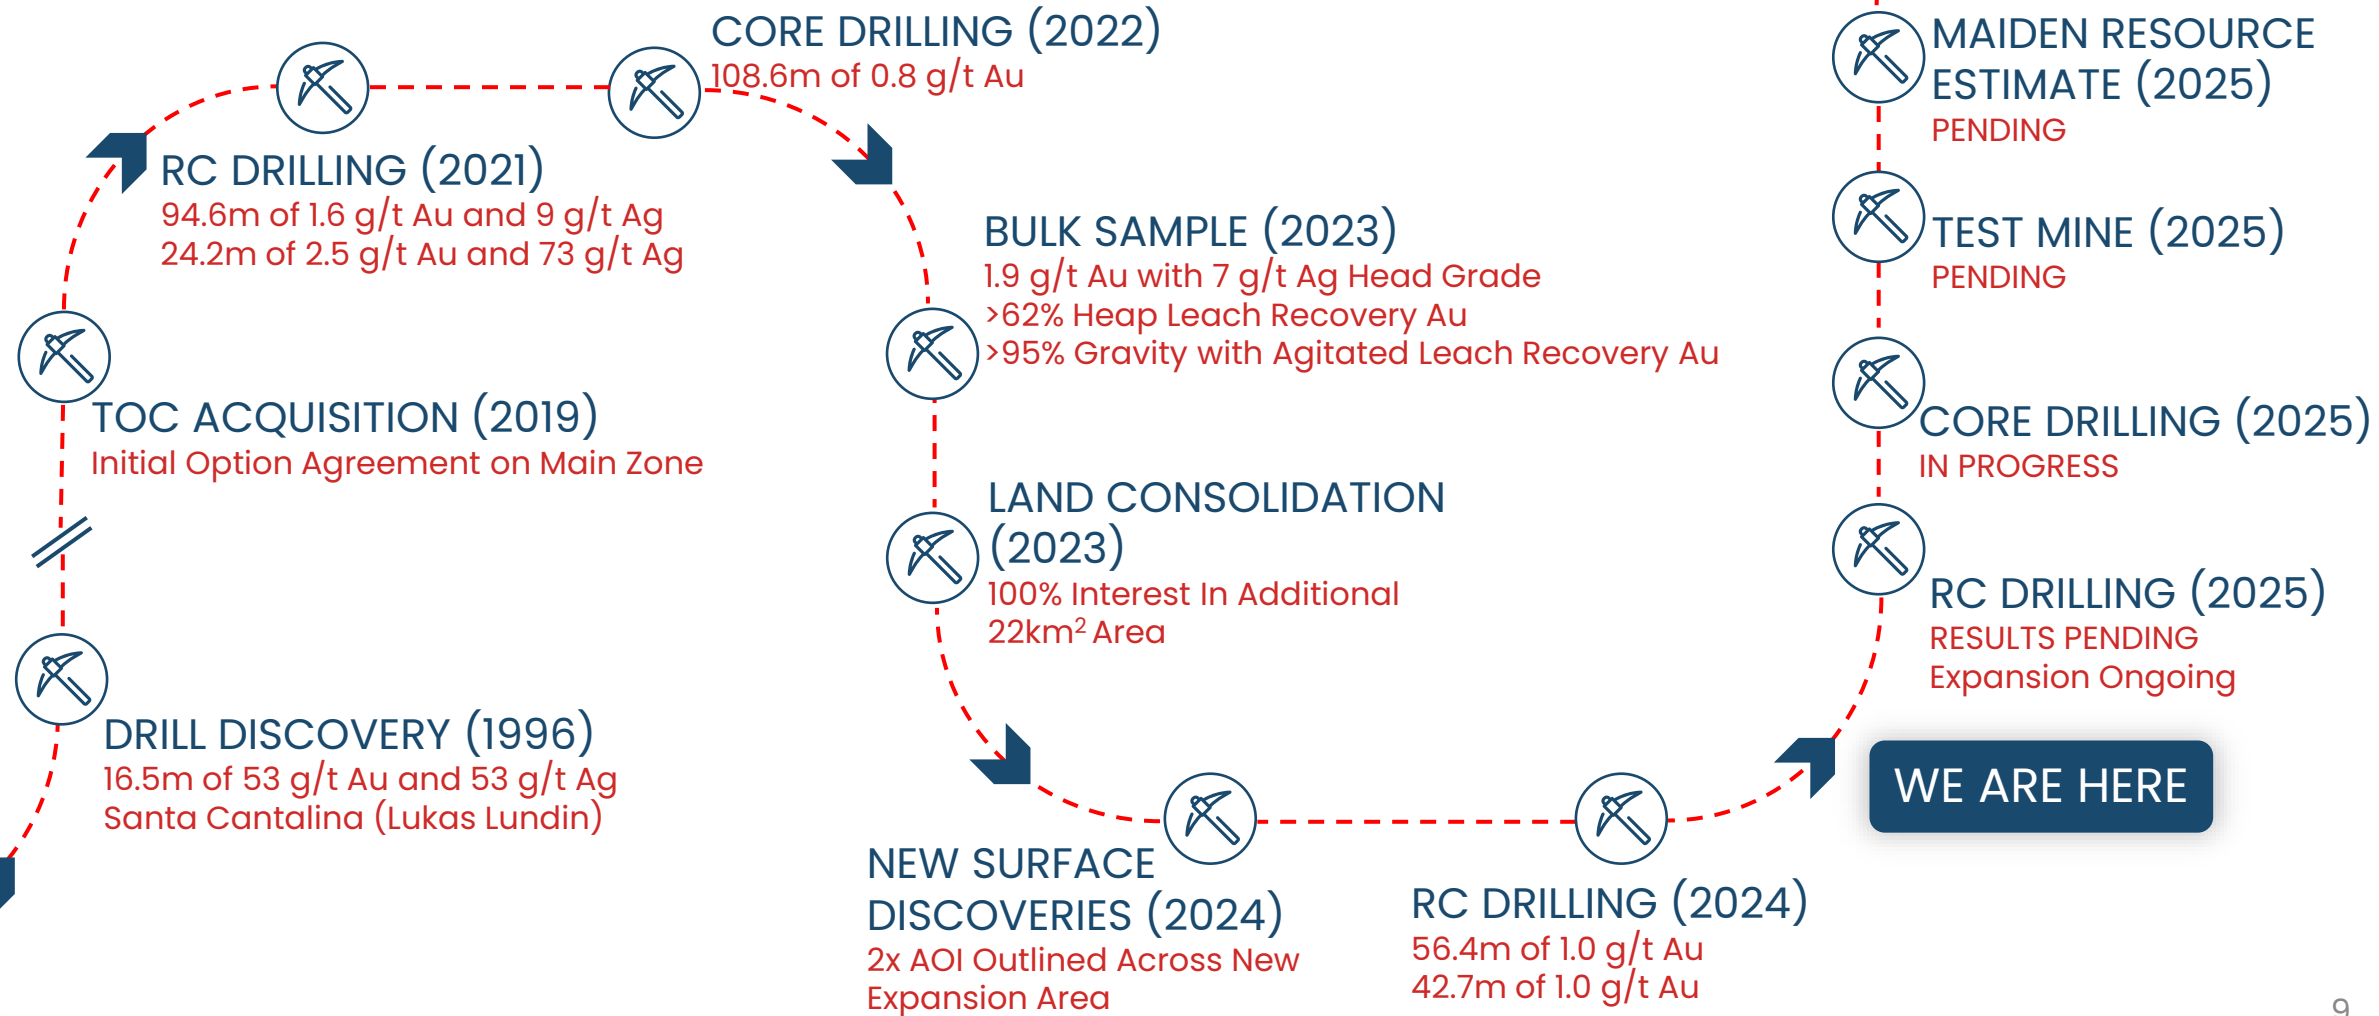 DRILL DISCOVERY (1996)
16.5m of 53 g/t Au and 53 g/t Ag
Santa Cantalina (Lukas Lundin)
TOC ACQUISITION (2019)
Initial Option Agreement on Main Zone
RC DRILLING (2021)
94.6m of 1.6 g/t Au and 9 g/t Ag
24.2m of 2.5 g/t Au and 73 g/t Ag
CORE DRILLING (2022)
108.6m of 0.8 g/t Au
BULK SAMPLE (2023)
1.9 g/t Au with 7 g/t Ag Head Grade
>62% Heap Leach Recovery Au
>95% Gravity with Agitated Leach Recovery Au
LAND CONSOLIDATION
(2023)
100% Interest In Additional
22km² Area
NEW SURFACE
DISCOVERIES (2024)
2x AOI Outlined Across New
Expansion Area
RC DRILLING (2024)
56.4m of 1.0 g/t Au
42.7m of 1.0 g/t Au
WE ARE HERE
RC DRILLING (2025)
RESULTS PENDING
Expansion Ongoing
CORE DRILLING (2025)
IN PROGRESS
TEST MINE (2025)
PENDING
MAIDEN RESOURCE
ESTIMATE (2025)
PENDING
9